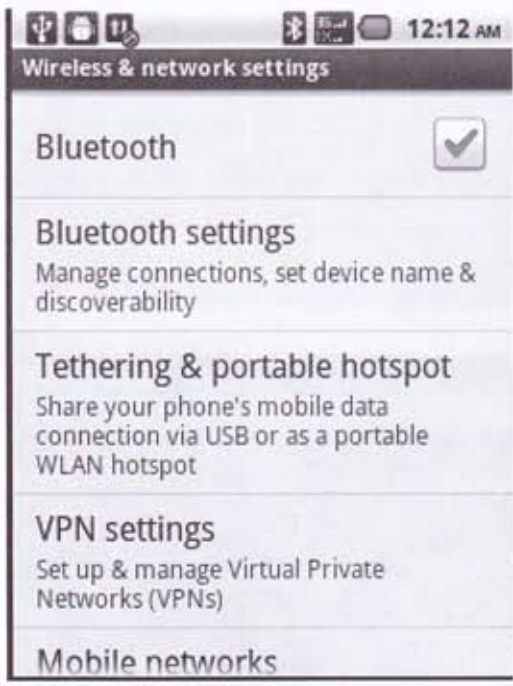 12:12 AM
Wireless & network settings
Bluetooth
Bluetooth settings
Manage connections, set device name &
discoverability
Tethering & portable hotspot
Share your phone's mobile data
connection via USB or as a portable
WLAN hotspot
VPN settings
Set up & manage Virtual Private
Networks (VPNs)
Mobile networks